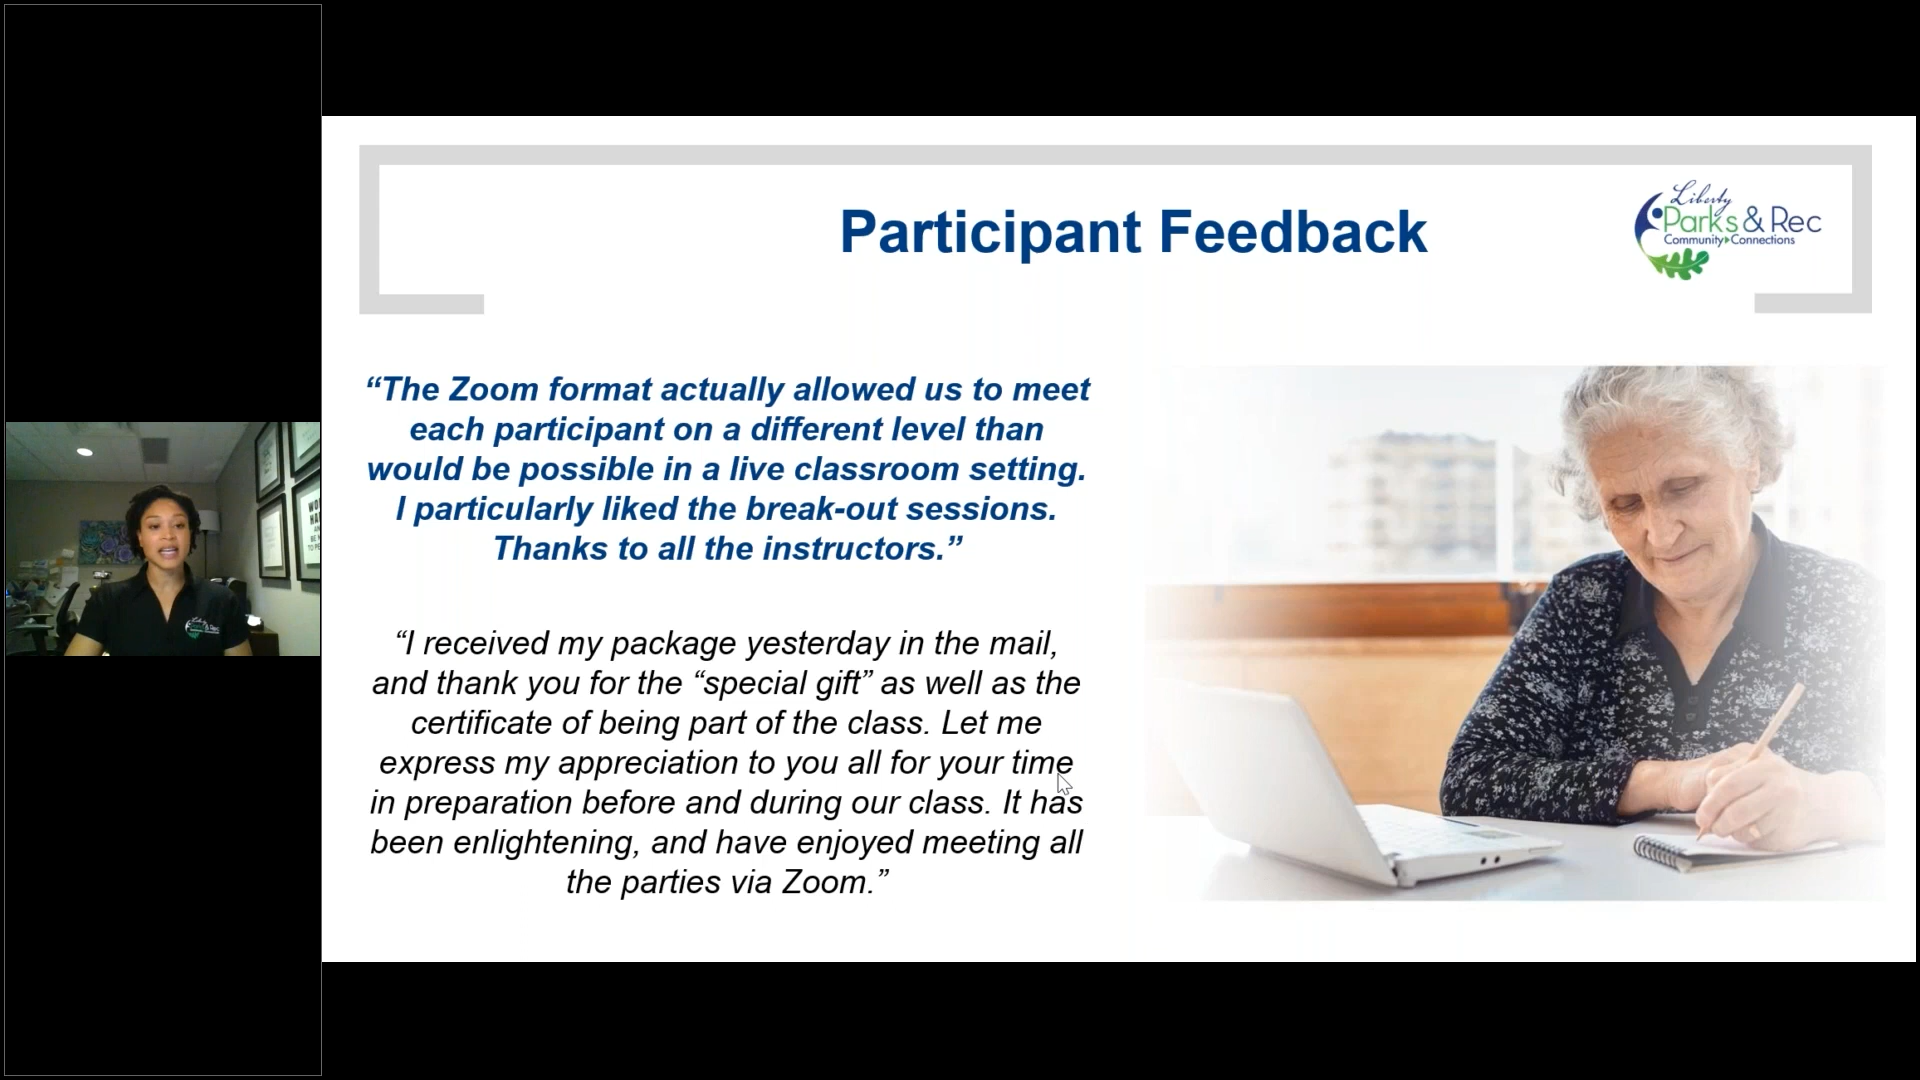 Participant Feedback
Liberty
Parks & Rec
Community Connections
“The Zoom format actually allowed us to meet
each participant on a different level than
would be possible in a live classroom setting.
I particularly liked the break-out sessions.
Thanks to all the instructors.”
“I received my package yesterday in the mail,
and thank you for the “special gift” as well as the
certificate of being part of the class. Let me
express my appreciation to you all for your time
in preparation before and during our class. It has
been enlightening, and have enjoyed meeting all
the parties via Zoom.”